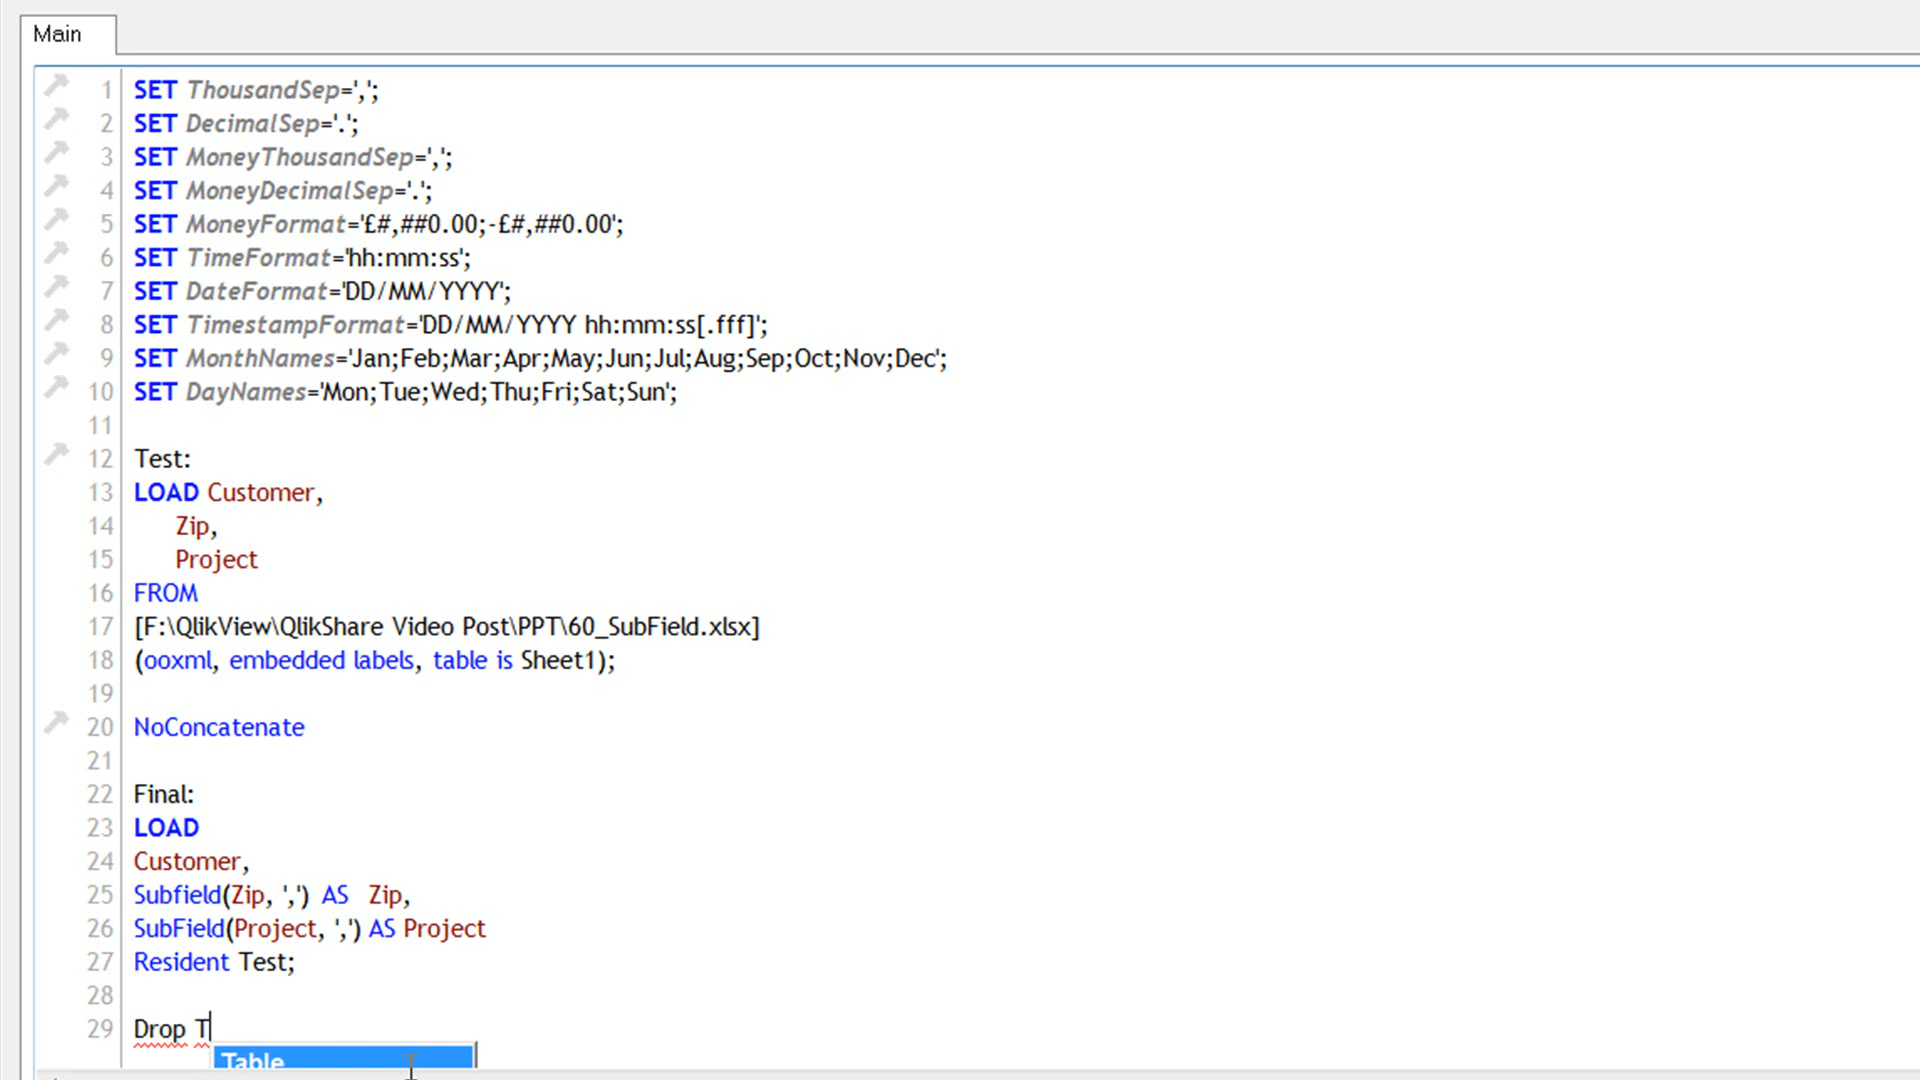 Main
1 SET ThousandSep=',';
2 SET DecimalSep='.';
3 SET MoneyThousandSep=',';
4 SET MoneyDecimalSep='.';
5 SET MoneyFormat='£#,##0.00;-£#,##0.00';
6 SET TimeFormat='hh:mm:ss';
7 SET DateFormat='DD/MM/YYYY';
8 SET TimestampFormat='DD/MM/YYYY hh:mm:ss[.fff]';
9 SET MonthNames='Jan;Feb;Mar;Apr;May;Jun;Jul;Aug;Sep;Oct;Nov;Dec';
10 SET DayNames='Mon;Tue;Wed;Thu;Fri;Sat;Sun';
11
12 Test:
13 LOAD Customer,
14 Zip,
15 Project
16 FROM
17 [F:\QlikView\QlikShare Video Post\PPT\60_SubField.xlsx]
18 (ooxml, embedded labels, table is Sheet1);
19
20 NoConcatenate
21
22 Final:
23 LOAD
24 Customer,
25 Subfield(Zip, ',') AS Zip,
26 SubField(Project, ',') AS Project
27 Resident Test;
28
29 Drop T
Table